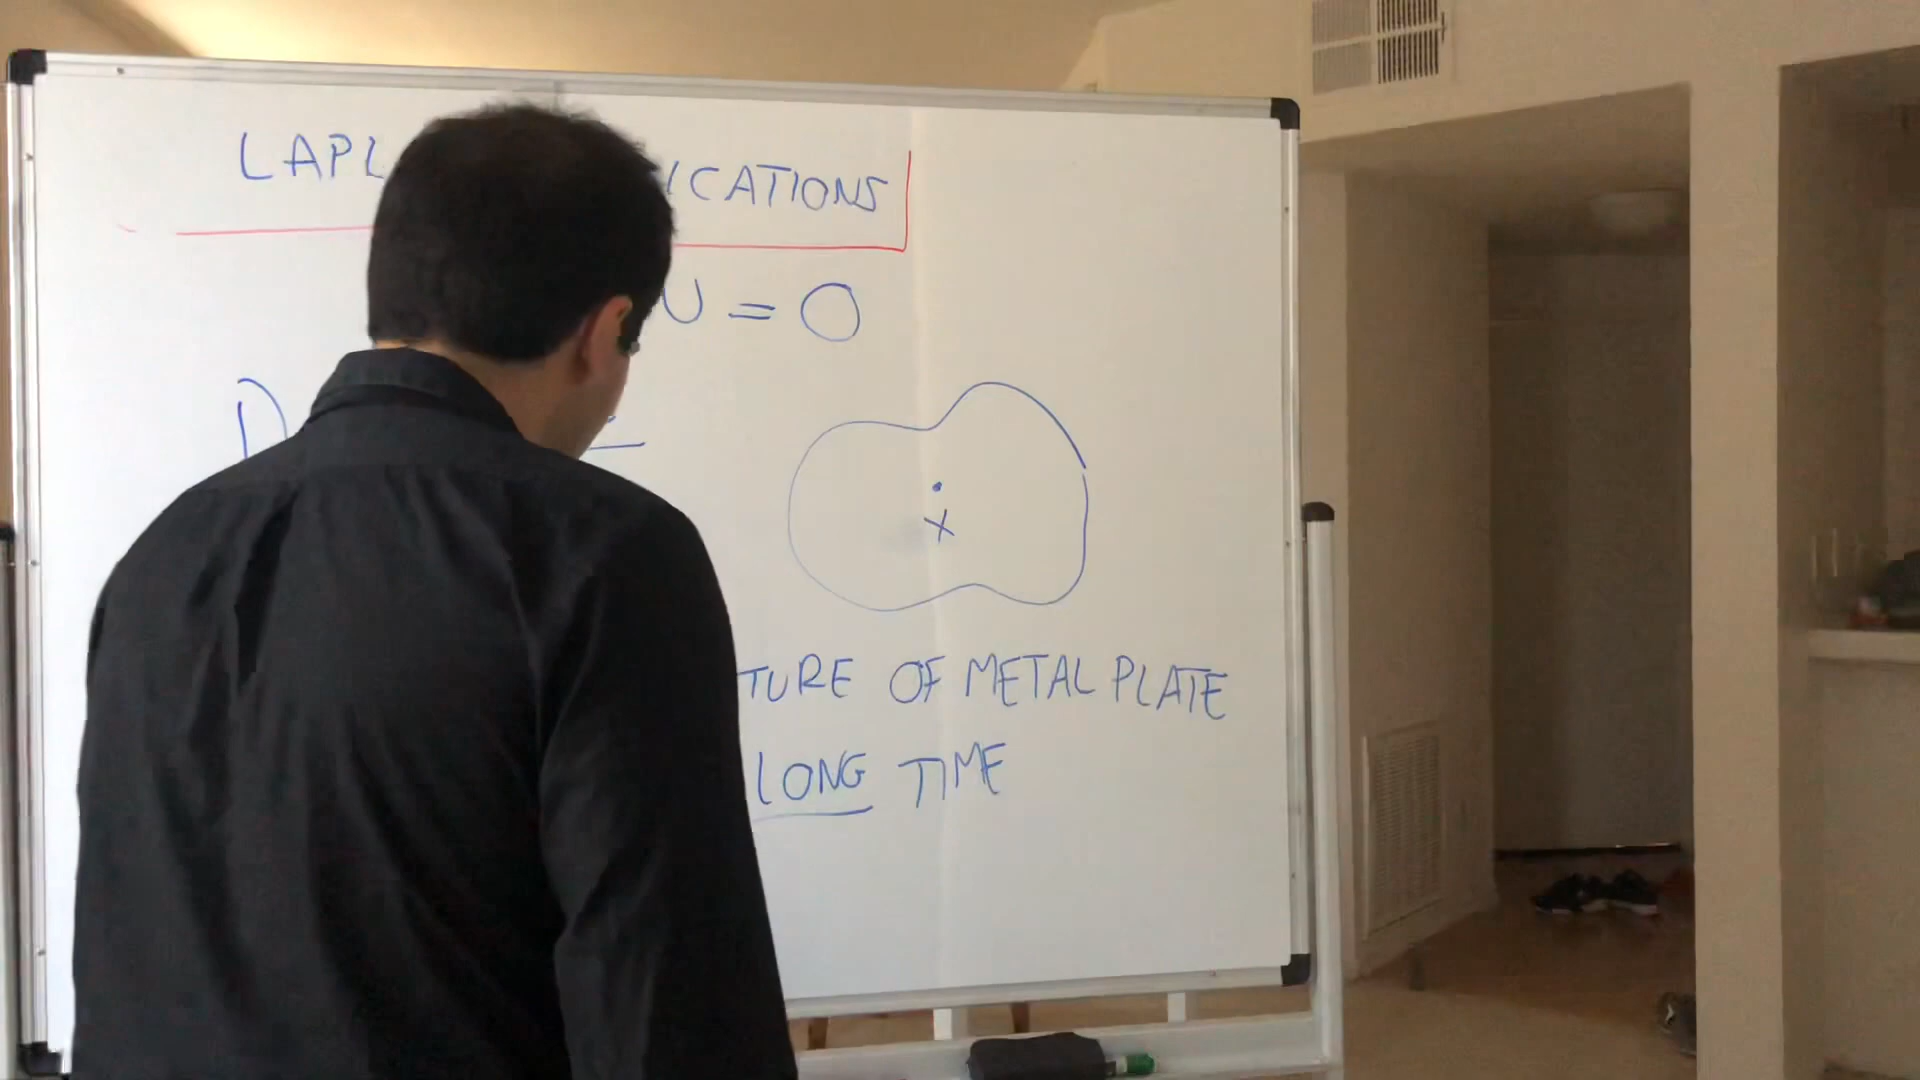 LAPL ICATIONS
U = 0
D
X
TURE OF METAL PLATE
LONG TIME